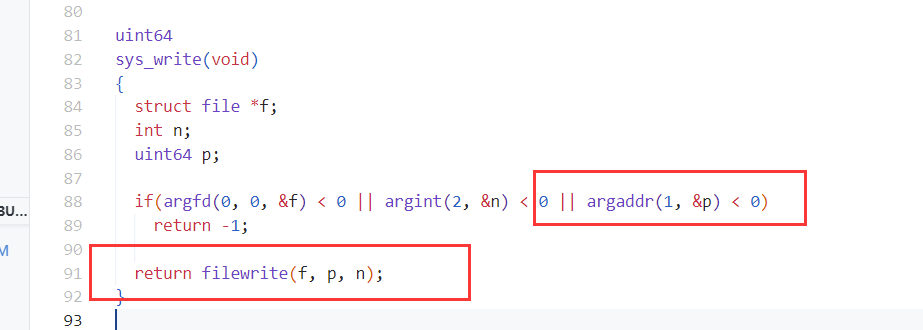 80
81 uint64
82 sys_write(void)
83 {
84 struct file *f;
85 int n;
86 uint64 p;
87
BU... 88 if(argfd(0, 0, &f) < 0 || argint(2, &n) < 0 || argaddr(1, &p) < 0)
89 return -1;
M 90
91 return filewrite(f, p, n);
92 }
93